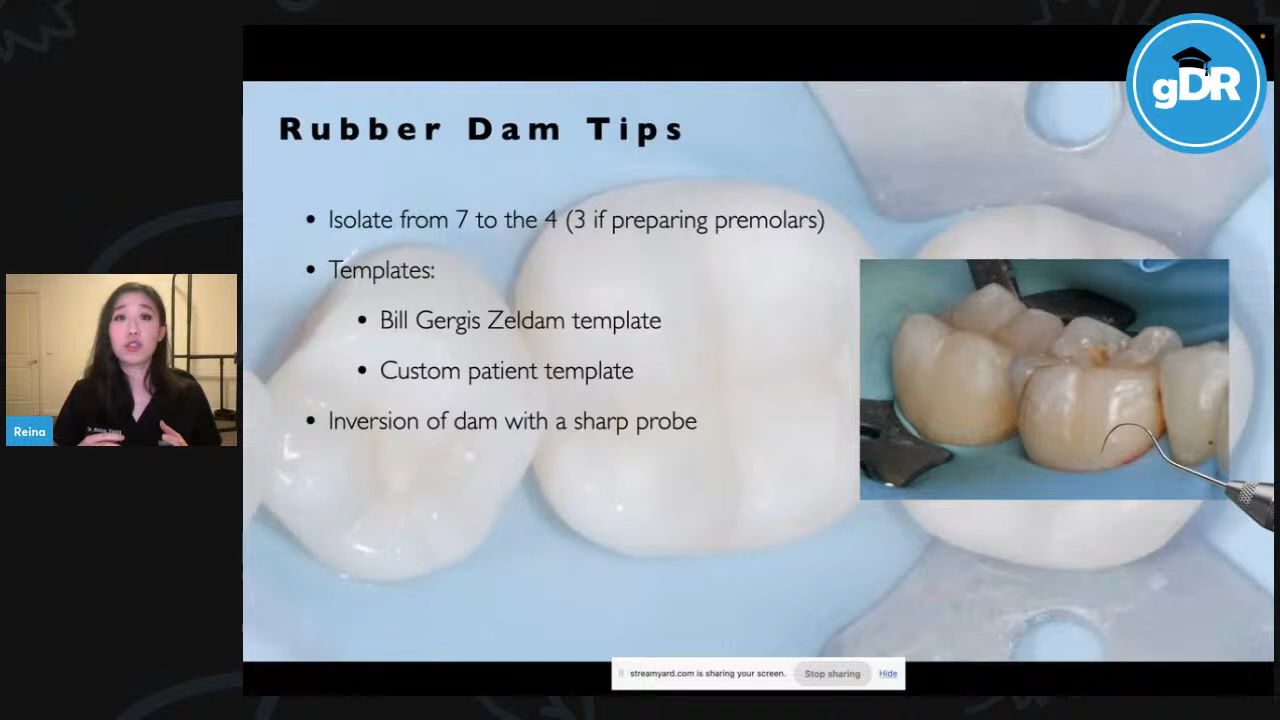 gDR
Rubber Dam Tips
• Isolate from 7 to the 4 (3 if preparing premolars)
• Templates:
• Bill Gergis Zeldam template
• Custom patient template
• Inversion of dam with a sharp probe
Reina
streamyard.com is sharing your screen. Stop sharing Hide